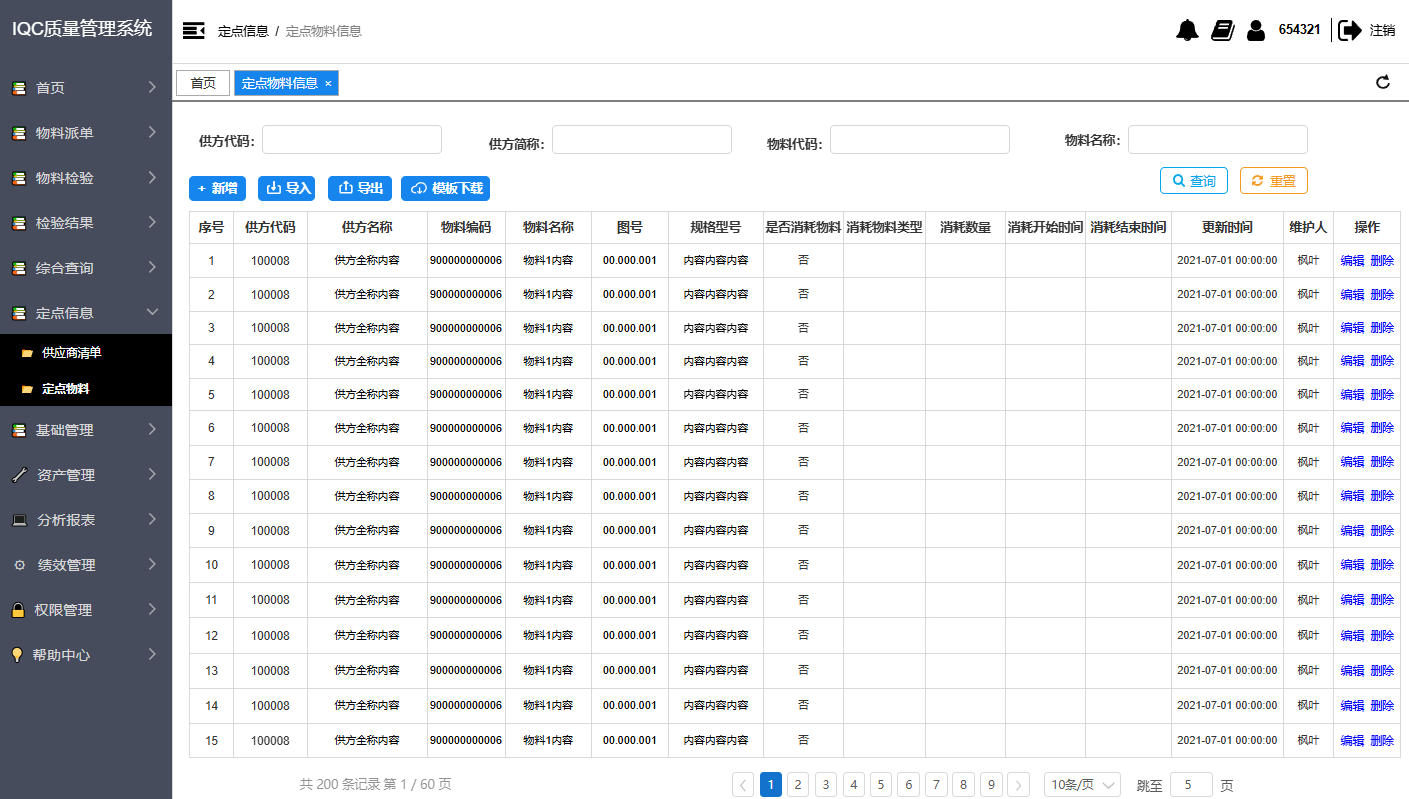 IQC质量管理系统
定点信息 / 定点物料信息
654321 注销
首页 定点物料信息 ×
首页
物料派单
物料检验
检验结果
综合查询
定点信息
供应商清单
定点物料
基础管理
资产管理
分析报表
绩效管理
权限管理
帮助中心
供方代码： 供方简称： 物料代码： 物料名称：
+ 新增 导入 导出 模板下载 查询 重置
序号 供方代码 供方名称 物料编码 物料名称 图号 规格型号 是否消耗物料 消耗物料类型 消耗数量 消耗开始时间 消耗结束时间 更新时间 维护人 操作
1 100008 供方全称内容 900000000006 物料1内容 00.000.001 内容内容内容 否 2021-07-01 00:00:00 枫叶 编辑 删除
2 100008 供方全称内容 900000000006 物料1内容 00.000.001 内容内容内容 否 2021-07-01 00:00:00 枫叶 编辑 删除
3 100008 供方全称内容 900000000006 物料1内容 00.000.001 内容内容内容 否 2021-07-01 00:00:00 枫叶 编辑 删除
4 100008 供方全称内容 900000000006 物料1内容 00.000.001 内容内容内容 否 2021-07-01 00:00:00 枫叶 编辑 删除
5 100008 供方全称内容 900000000006 物料1内容 00.000.001 内容内容内容 否 2021-07-01 00:00:00 枫叶 编辑 删除
6 100008 供方全称内容 900000000006 物料1内容 00.000.001 内容内容内容 否 2021-07-01 00:00:00 枫叶 编辑 删除
7 100008 供方全称内容 900000000006 物料1内容 00.000.001 内容内容内容 否 2021-07-01 00:00:00 枫叶 编辑 删除
8 100008 供方全称内容 900000000006 物料1内容 00.000.001 内容内容内容 否 2021-07-01 00:00:00 枫叶 编辑 删除
9 100008 供方全称内容 900000000006 物料1内容 00.000.001 内容内容内容 否 2021-07-01 00:00:00 枫叶 编辑 删除
10 100008 供方全称内容 900000000006 物料1内容 00.000.001 内容内容内容 否 2021-07-01 00:00:00 枫叶 编辑 删除
11 100008 供方全称内容 900000000006 物料1内容 00.000.001 内容内容内容 否 2021-07-01 00:00:00 枫叶 编辑 删除
12 100008 供方全称内容 900000000006 物料1内容 00.000.001 内容内容内容 否 2021-07-01 00:00:00 枫叶 编辑 删除
13 100008 供方全称内容 900000000006 物料1内容 00.000.001 内容内容内容 否 2021-07-01 00:00:00 枫叶 编辑 删除
14 100008 供方全称内容 900000000006 物料1内容 00.000.001 内容内容内容 否 2021-07-01 00:00:00 枫叶 编辑 删除
15 100008 供方全称内容 900000000006 物料1内容 00.000.001 内容内容内容 否 2021-07-01 00:00:00 枫叶 编辑 删除
共 200 条记录 第 1 / 60 页 1 2 3 4 5 6 7 8 9 10条/页 跳至 5 页